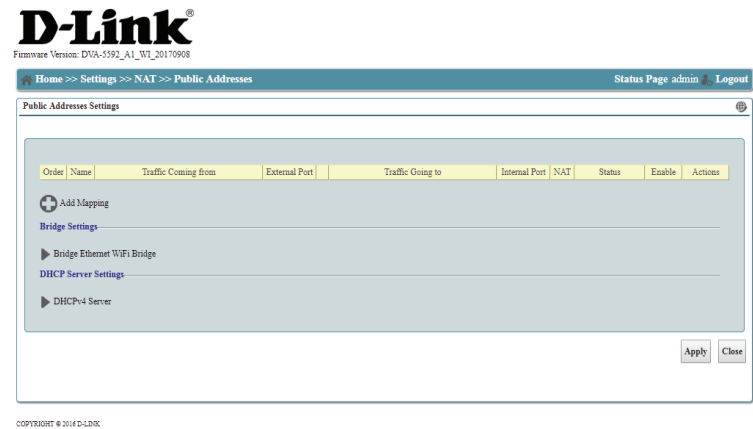 D-Link®
Firmware Version: DVA-5592_A1_WI_20170908
Home >> Settings >> NAT >> Public Addresses Status Page admin Logout
Public Addresses Settings
Order Name Traffic Coming from External Port Traffic Going to Internal Port NAT Status Enable Actions
Add Mapping
Bridge Settings
Bridge Ethernet WiFi Bridge
DHCP Server Settings
DHCPv4 Server
Apply Close
COPYRIGHT © 2016 D-LINK